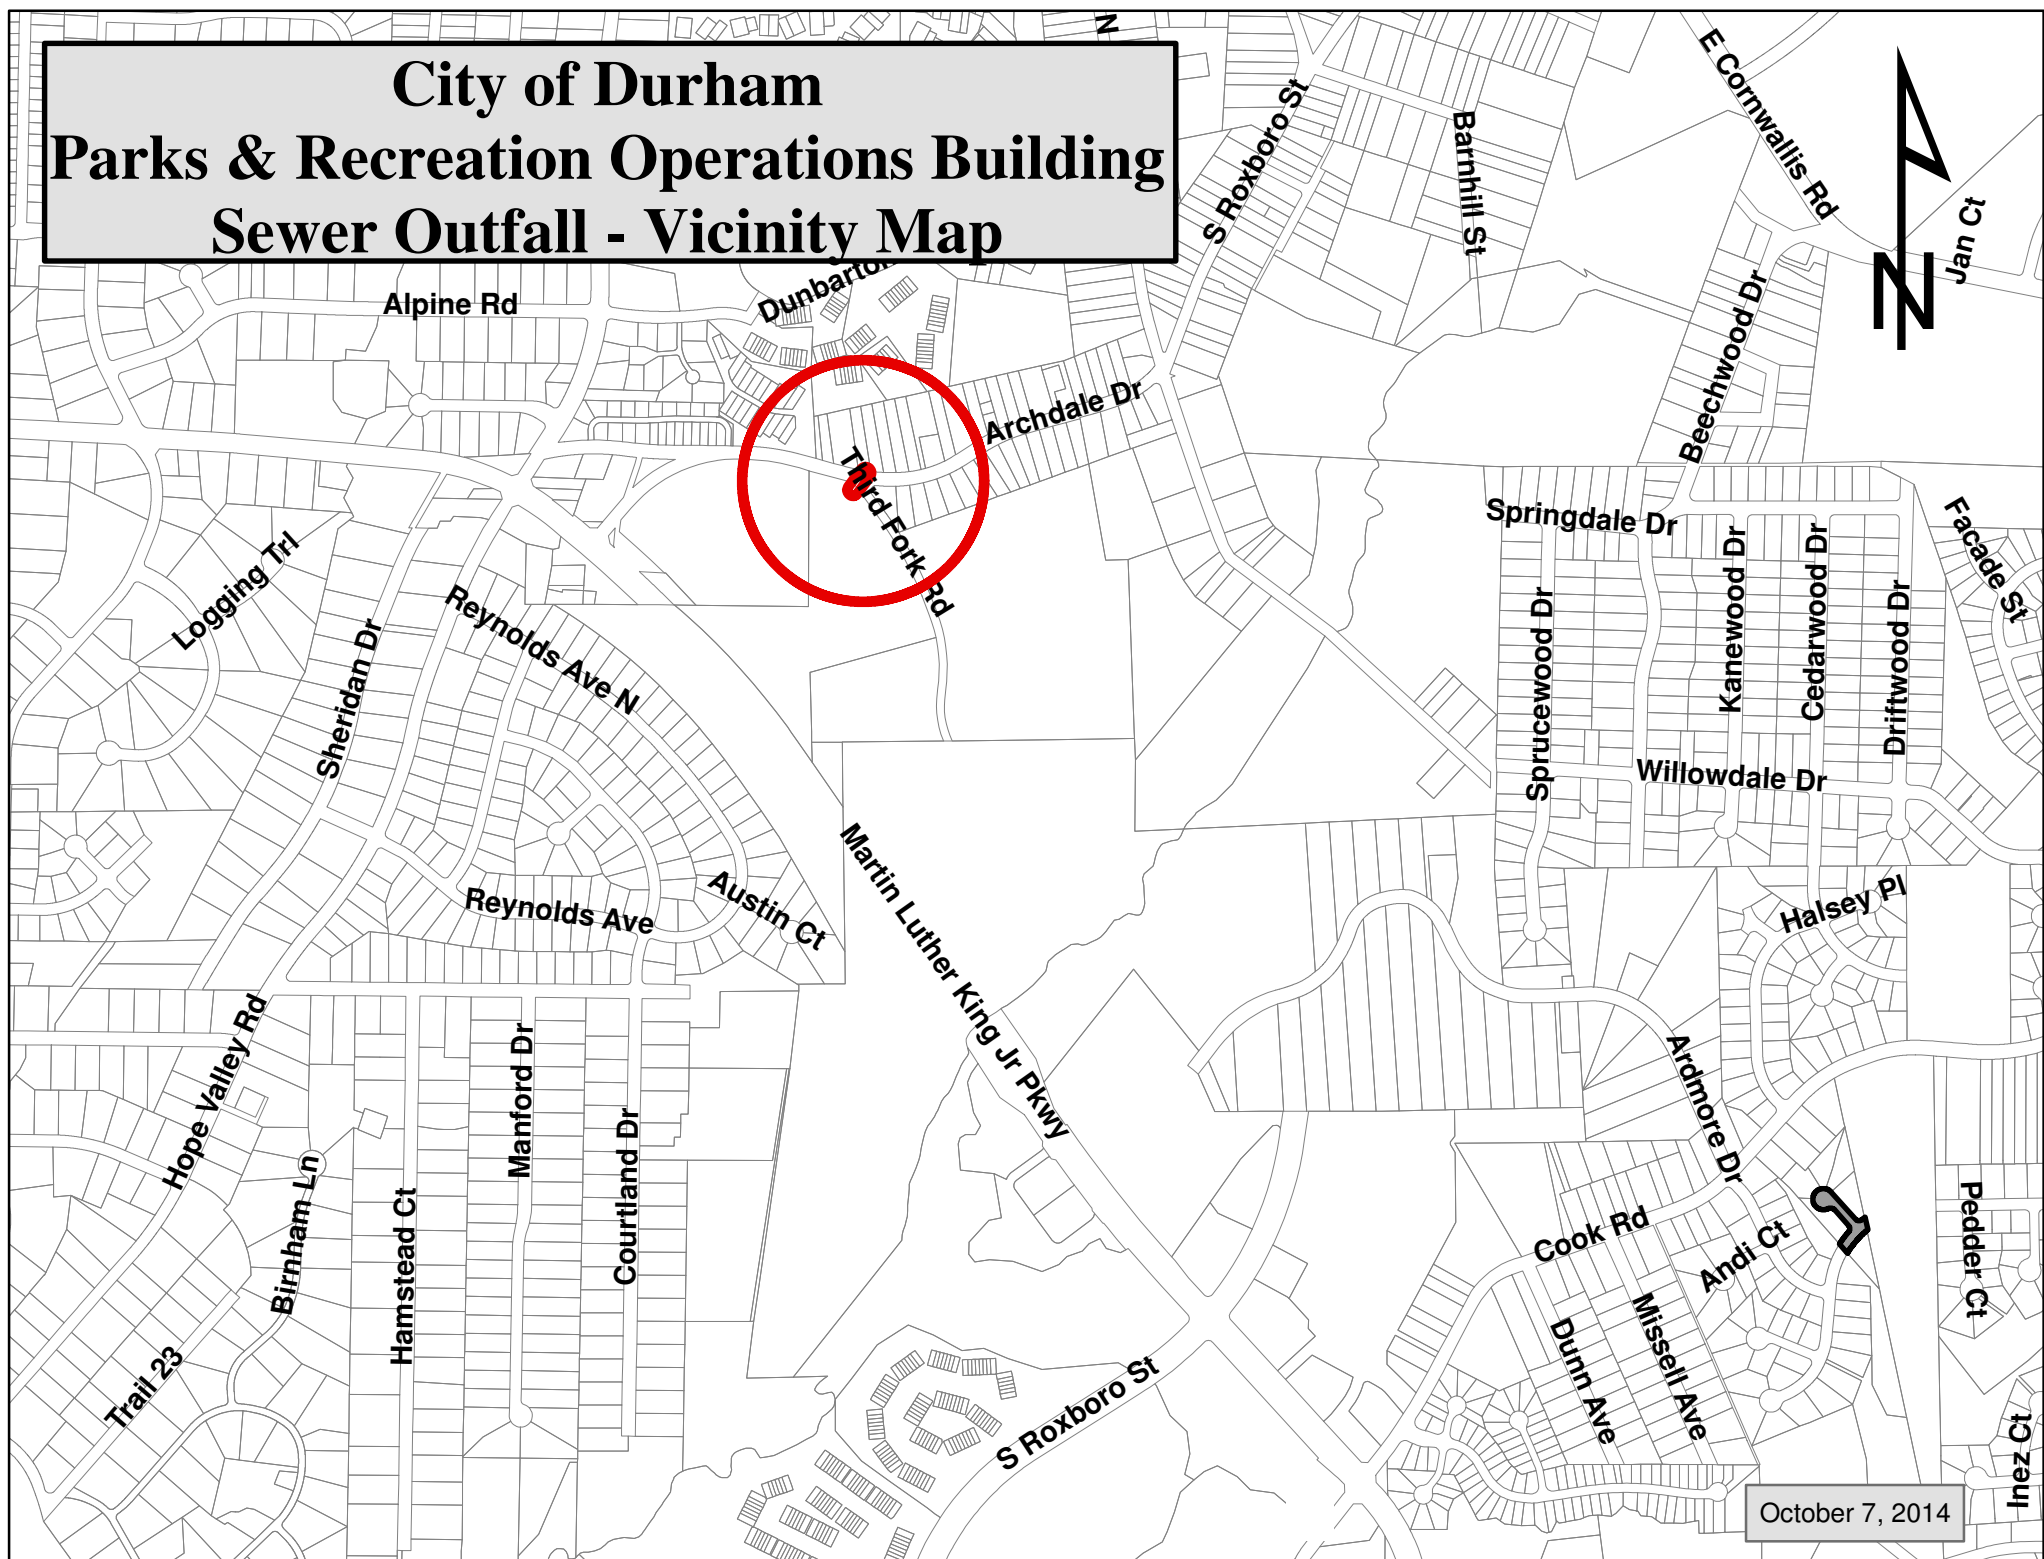 City of Durham
Parks & Recreation Operations Building
Sewer Outfall - Vicinity Map
N
E Cornwallis Rd
S Roxboro St
Barnhill St
Jan Ct
N
Dunbarton
Alpine Rd
Beechwood Dr
Archdale Dr
Third Fork Rd
Springdale Dr
Facade St
Logging Trl
Sheridan Dr
Reynolds Ave N
Sprucewood Dr
Kanewood Dr
Cedarwood Dr
Driftwood Dr
Willowdale Dr
Reynolds Ave
Austin Ct
Martin Luther King Jr Pkwy
Halsey Pl
Hope Valley Rd
Manford Dr
Courtland Dr
Ardmore Dr
Birnham Ln
Hamstead Ct
Cook Rd
Andi Ct
Pedder Ct
Trail 23
Dunn Ave
Missell Ave
S Roxboro St
Inez Ct
October 7, 2014